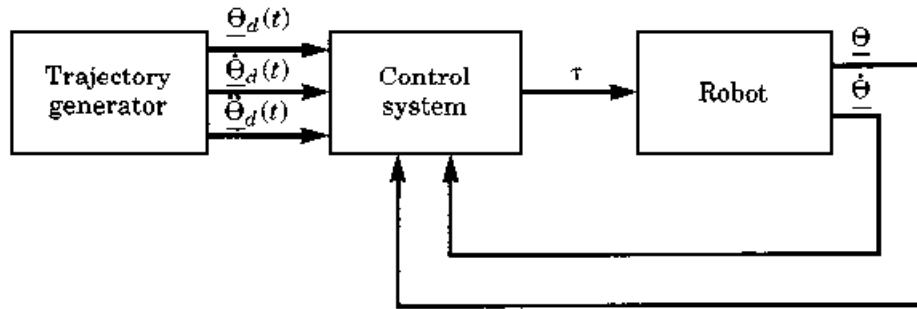 Θ_d(t)
Θ̇_d(t)
Θ̈_d(t)
Trajectory
generator
Control
system
τ
Robot
Θ
Θ̇